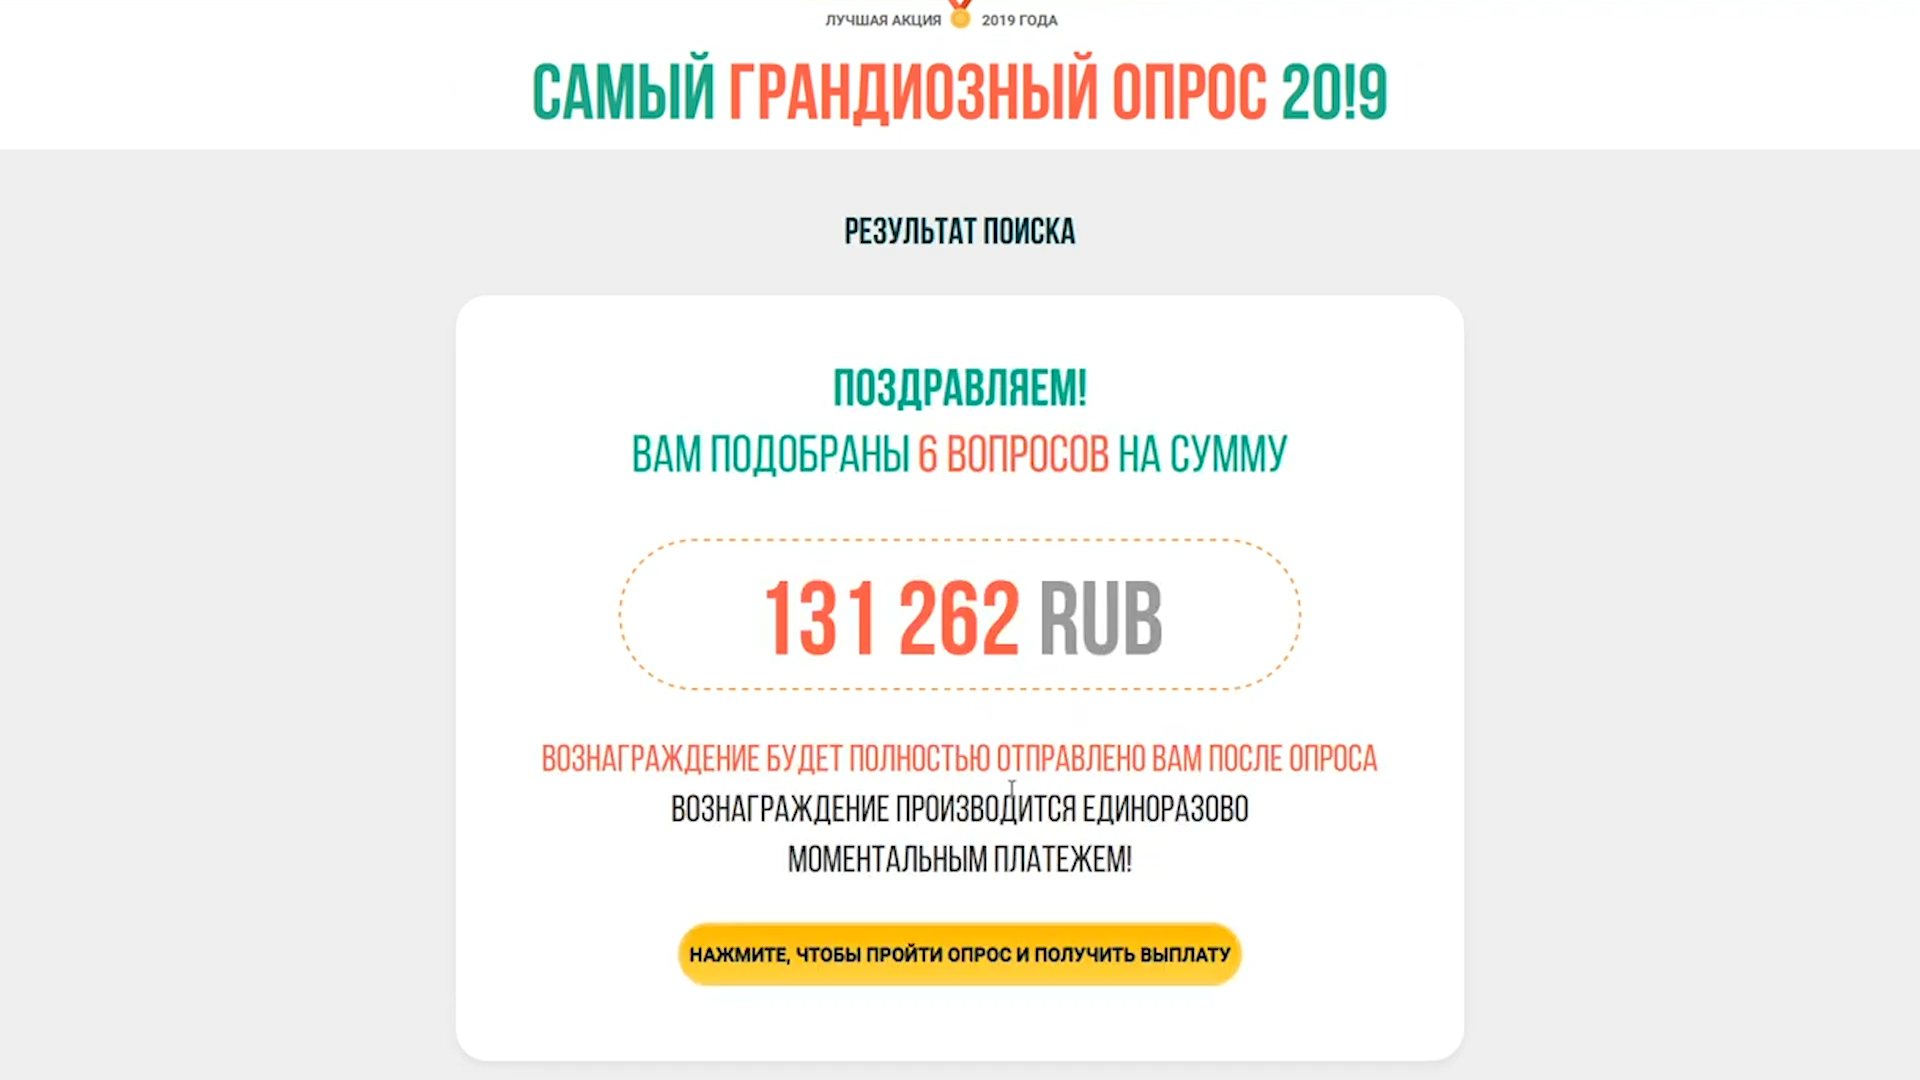 ЛУЧШАЯ АКЦИЯ 2019 ГОДА
САМЫЙ ГРАНДИОЗНЫЙ ОПРОС 20!9
РЕЗУЛЬТАТ ПОИСКА
ПОЗДРАВЛЯЕМ!
ВАМ ПОДОБРАНЫ 6 ВОПРОСОВ НА СУММУ
131 262 RUB
ВОЗНАГРАЖДЕНИЕ БУДЕТ ПОЛНОСТЬЮ ОТПРАВЛЕНО ВАМ ПОСЛЕ ОПРОСА
ВОЗНАГРАЖДЕНИЕ ПРОИЗВОДИТСЯ ЕДИНОРАЗОВО
МОМЕНТАЛЬНЫМ ПЛАТЕЖЕМ!
НАЖМИТЕ, ЧТОБЫ ПРОЙТИ ОПРОС И ПОЛУЧИТЬ ВЫПЛАТУ